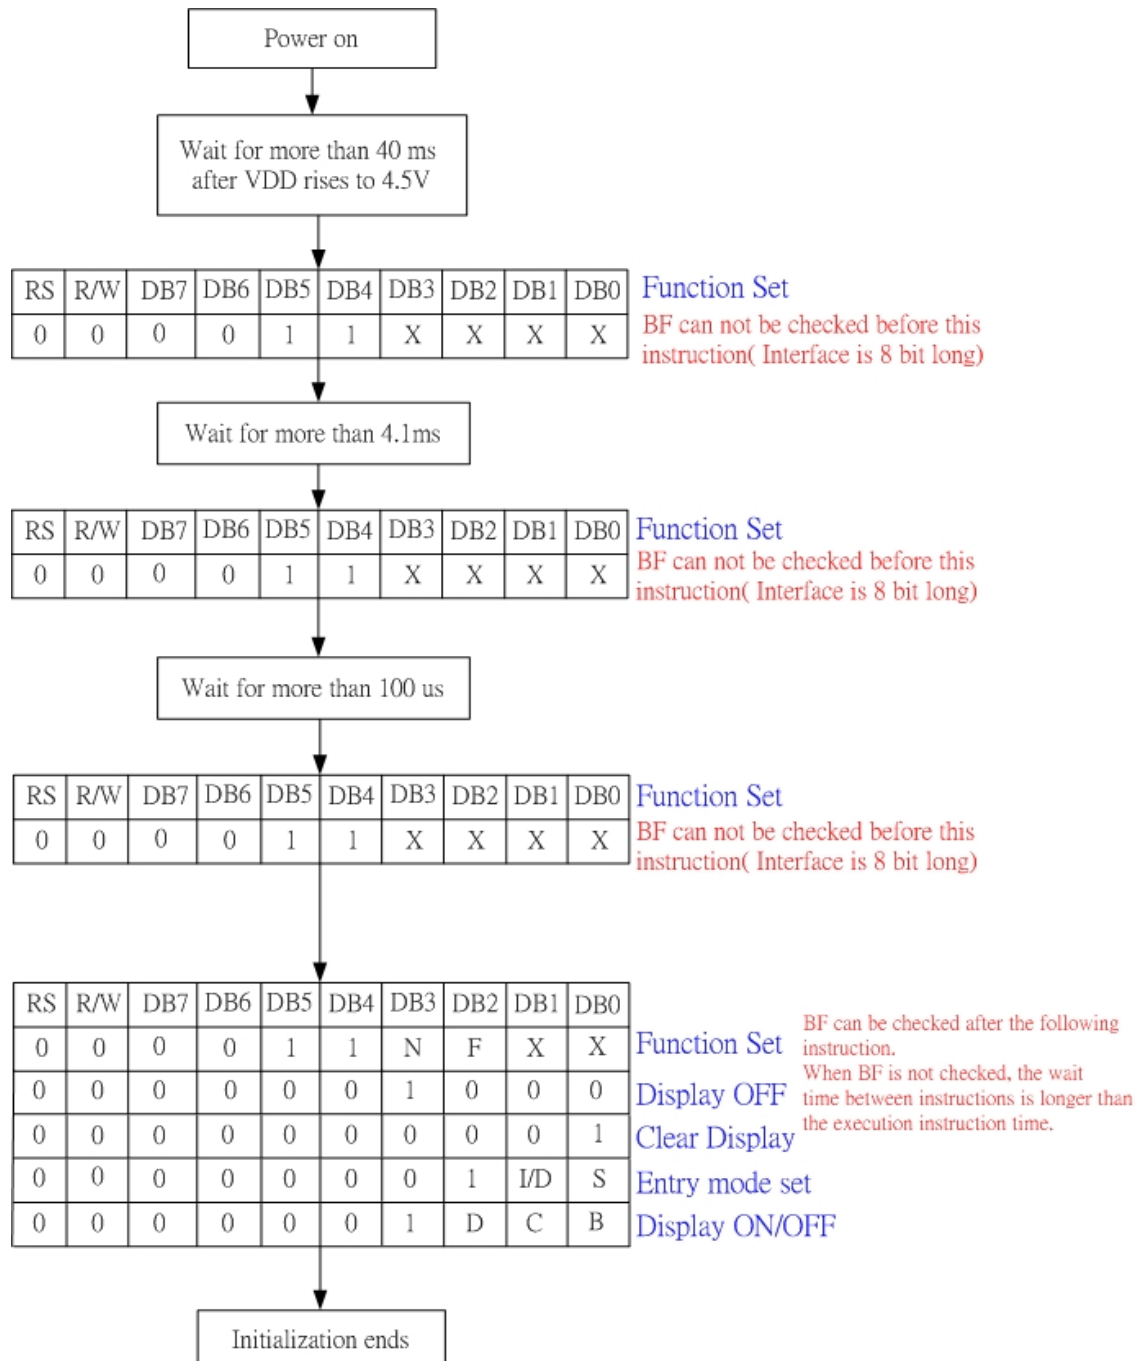 Power on
Wait for more than 40 ms
after VDD rises to 4.5V
RS R/W DB7 DB6 DB5 DB4 DB3 DB2 DB1 DB0 Function Set
0 0 0 0 1 1 X X X X BF can not be checked before this
instruction( Interface is 8 bit long)
Wait for more than 4.1ms
RS R/W DB7 DB6 DB5 DB4 DB3 DB2 DB1 DB0 Function Set
0 0 0 0 1 1 X X X X BF can not be checked before this
instruction( Interface is 8 bit long)
Wait for more than 100 us
RS R/W DB7 DB6 DB5 DB4 DB3 DB2 DB1 DB0 Function Set
0 0 0 0 1 1 X X X X BF can not be checked before this
instruction( Interface is 8 bit long)
RS R/W DB7 DB6 DB5 DB4 DB3 DB2 DB1 DB0
0 0 0 0 1 1 N F X X Function Set
0 0 0 0 0 0 1 0 0 0 Display OFF
0 0 0 0 0 0 0 0 0 1 Clear Display
0 0 0 0 0 0 0 1 I/D S Entry mode set
0 0 0 0 0 0 1 D C B Display ON/OFF
BF can be checked after the following
instruction.
When BF is not checked, the wait
time between instructions is longer than
the execution instruction time.
Initialization ends